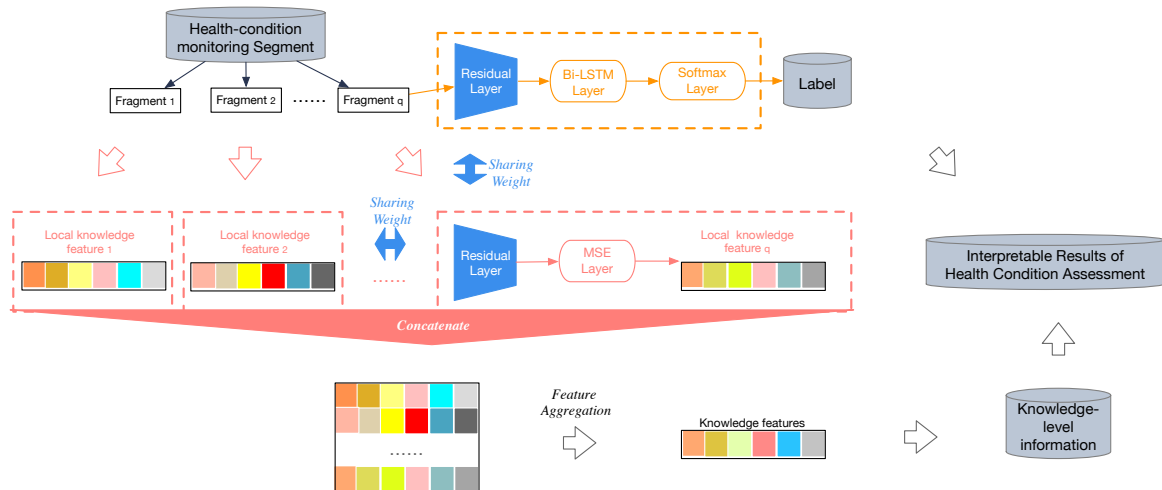 Health-condition
monitoring Segment
Fragment 1
Fragment 2
......
Fragment q
Residual
Layer
Bi-LSTM
Layer
Softmax
Layer
Label
Sharing
Weight
Sharing
Weight
Local knowledge
feature 1
Local knowledge
feature 2
......
Residual
Layer
MSE
Layer
Local knowledge
feature q
Interpretable Results of
Health Condition Assessment
Concatenate
......
Feature
Aggregation
Knowledge features
Knowledge-
level
information